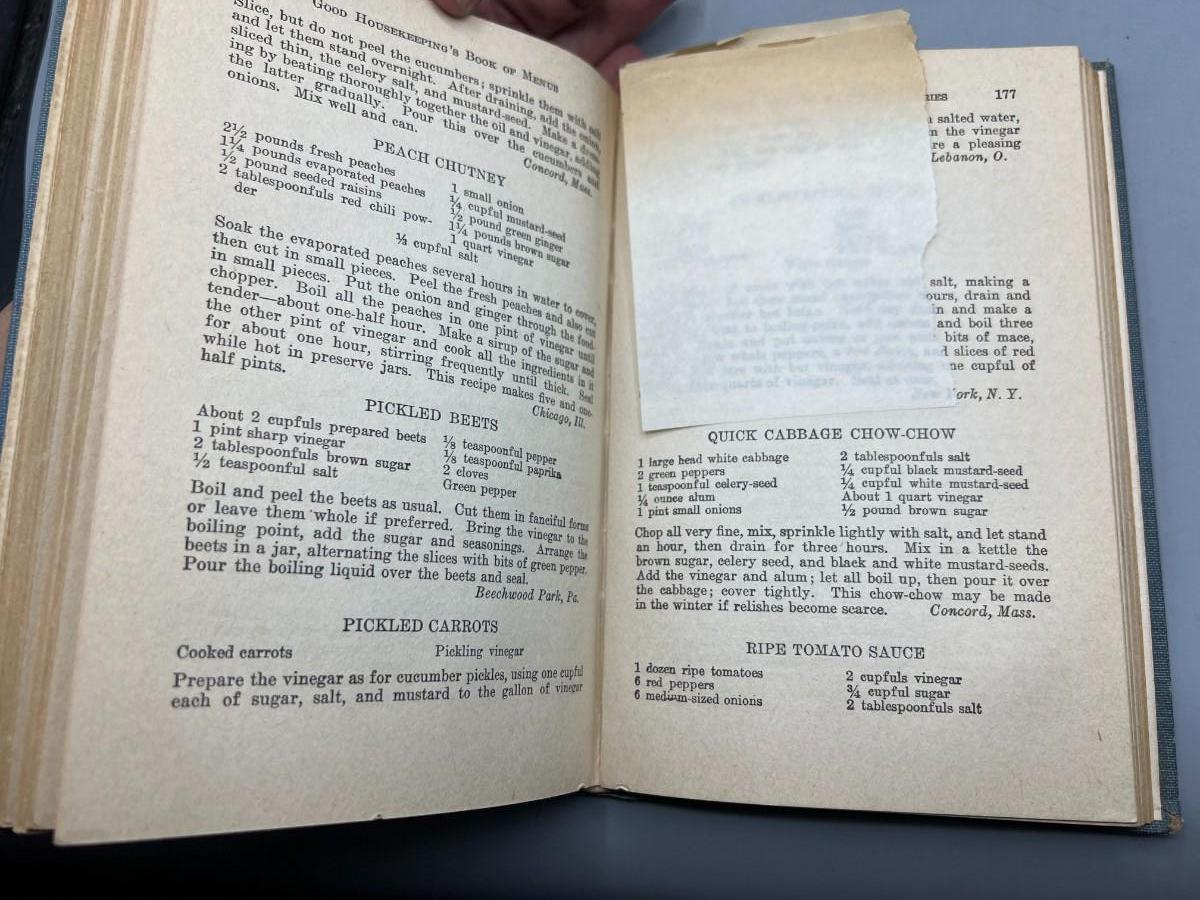 GOOD HOUSEKEEPING'S BOOK OF MENUS
Slice, but do not peel the cucumbers; sprinkle them with salt
and let them stand overnight. After draining, add the onions,
sliced thin, the celery salt, and mustard-seed. Make a dress-
ing by beating thoroughly together the oil and vinegar, adding
the latter gradually. Pour this over the cucumbers and
onions. Mix well and can.
Concord, Mass.
PEACH CHUTNEY
2½ pounds fresh peaches
1¼ pounds evaporated peaches
½ pound seeded raisins
2 tablespoonfuls red chili pow-
der
1 small onion
¼ cupful mustard-seed
½ pound green ginger
1¼ pounds brown sugar
1 quart vinegar
⅓ cupful salt
Soak the evaporated peaches several hours in water to cover,
then cut in small pieces. Peel the fresh peaches and also cut
in small pieces. Put the onion and ginger through the food-
chopper. Boil all the peaches in one pint of vinegar until
tender—about one-half hour. Make a sirup of the sugar and
the other pint of vinegar and cook all the ingredients in it
for about one hour, stirring frequently until thick. Seal
while hot in preserve jars. This recipe makes five and one-
half pints.
Chicago, Ill.
PICKLED BEETS
About 2 cupfuls prepared beets
1 pint sharp vinegar
2 tablespoonfuls brown sugar
½ teaspoonful salt
⅛ teaspoonful pepper
⅛ teaspoonful paprika
2 cloves
Green pepper
Boil and peel the beets as usual. Cut them in fanciful forms
or leave them whole if preferred. Bring the vinegar to the
boiling point, add the sugar and seasonings. Arrange the
beets in a jar, alternating the slices with bits of green pepper.
Pour the boiling liquid over the beets and seal.
Beechwood Park, Pa.
PICKLED CARROTS
Cooked carrots
Pickling vinegar
Prepare the vinegar as for cucumber pickles, using one cupful
each of sugar, salt, and mustard to the gallon of vinegar
177
salted water,
the vinegar
a pleasing
Lebanon, O.
salt, making a
drain and
and make a
and boil three
bits of mace,
slices of red
cupful of
New York, N. Y.
QUICK CABBAGE CHOW-CHOW
1 large head white cabbage
2 green peppers
1 teaspoonful celery-seed
¼ ounce alum
1 pint small onions
2 tablespoonfuls salt
¼ cupful black mustard-seed
¼ cupful white mustard-seed
About 1 quart vinegar
½ pound brown sugar
Chop all very fine, mix, sprinkle lightly with salt, and let stand
an hour, then drain for three hours. Mix in a kettle the
brown sugar, celery seed, and black and white mustard-seeds.
Add the vinegar and alum; let all boil up, then pour it over
the cabbage; cover tightly. This chow-chow may be made
in the winter if relishes become scarce. Concord, Mass.
RIPE TOMATO SAUCE
1 dozen ripe tomatoes
6 red peppers
6 medium-sized onions
2 cupfuls vinegar
¾ cupful sugar
2 tablespoonfuls salt